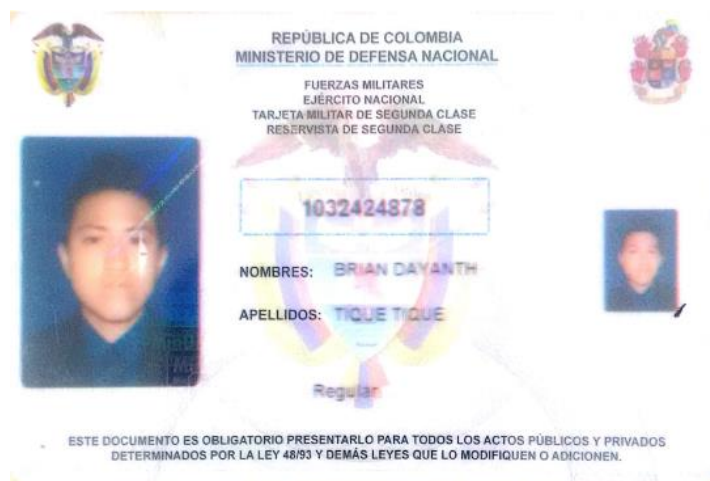 REPÚBLICA DE COLOMBIA
MINISTERIO DE DEFENSA NACIONAL
FUERZAS MILITARES
EJÉRCITO NACIONAL
TARJETA MILITAR DE SEGUNDA CLASE
RESERVISTA DE SEGUNDA CLASE
1032424878
NOMBRES: BRIAN DAYANTH
APELLIDOS: TIQUE TIQUE
Regular
ESTE DOCUMENTO ES OBLIGATORIO PRESENTARLO PARA TODOS LOS ACTOS PÚBLICOS Y PRIVADOS
DETERMINADOS POR LA LEY 48/93 Y DEMÁS LEYES QUE LO MODIFIQUEN O ADICIONEN.